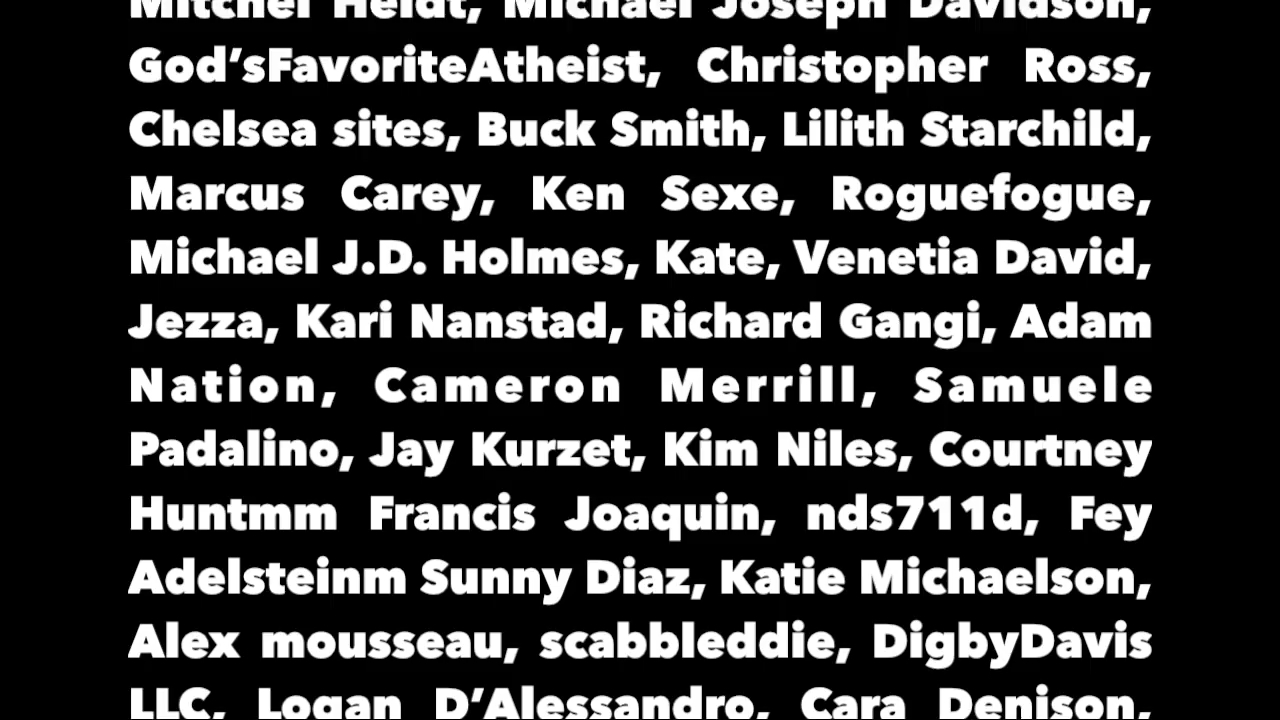 Mitchel Heidt, Michael Joseph Davidson,
God’sFavoriteAtheist, Christopher Ross,
Chelsea sites, Buck Smith, Lilith Starchild,
Marcus Carey, Ken Sexe, Roguefogue,
Michael J.D. Holmes, Kate, Venetia David,
Jezza, Kari Nanstad, Richard Gangi, Adam
Nation, Cameron Merrill, Samuele
Padalino, Jay Kurzet, Kim Niles, Courtney
Huntmm Francis Joaquin, nds711d, Fey
Adelsteinm Sunny Diaz, Katie Michaelson,
Alex mousseau, scabbleddie, DigbyDavis
LLC, Logan D’Alessandro, Cara Denison,